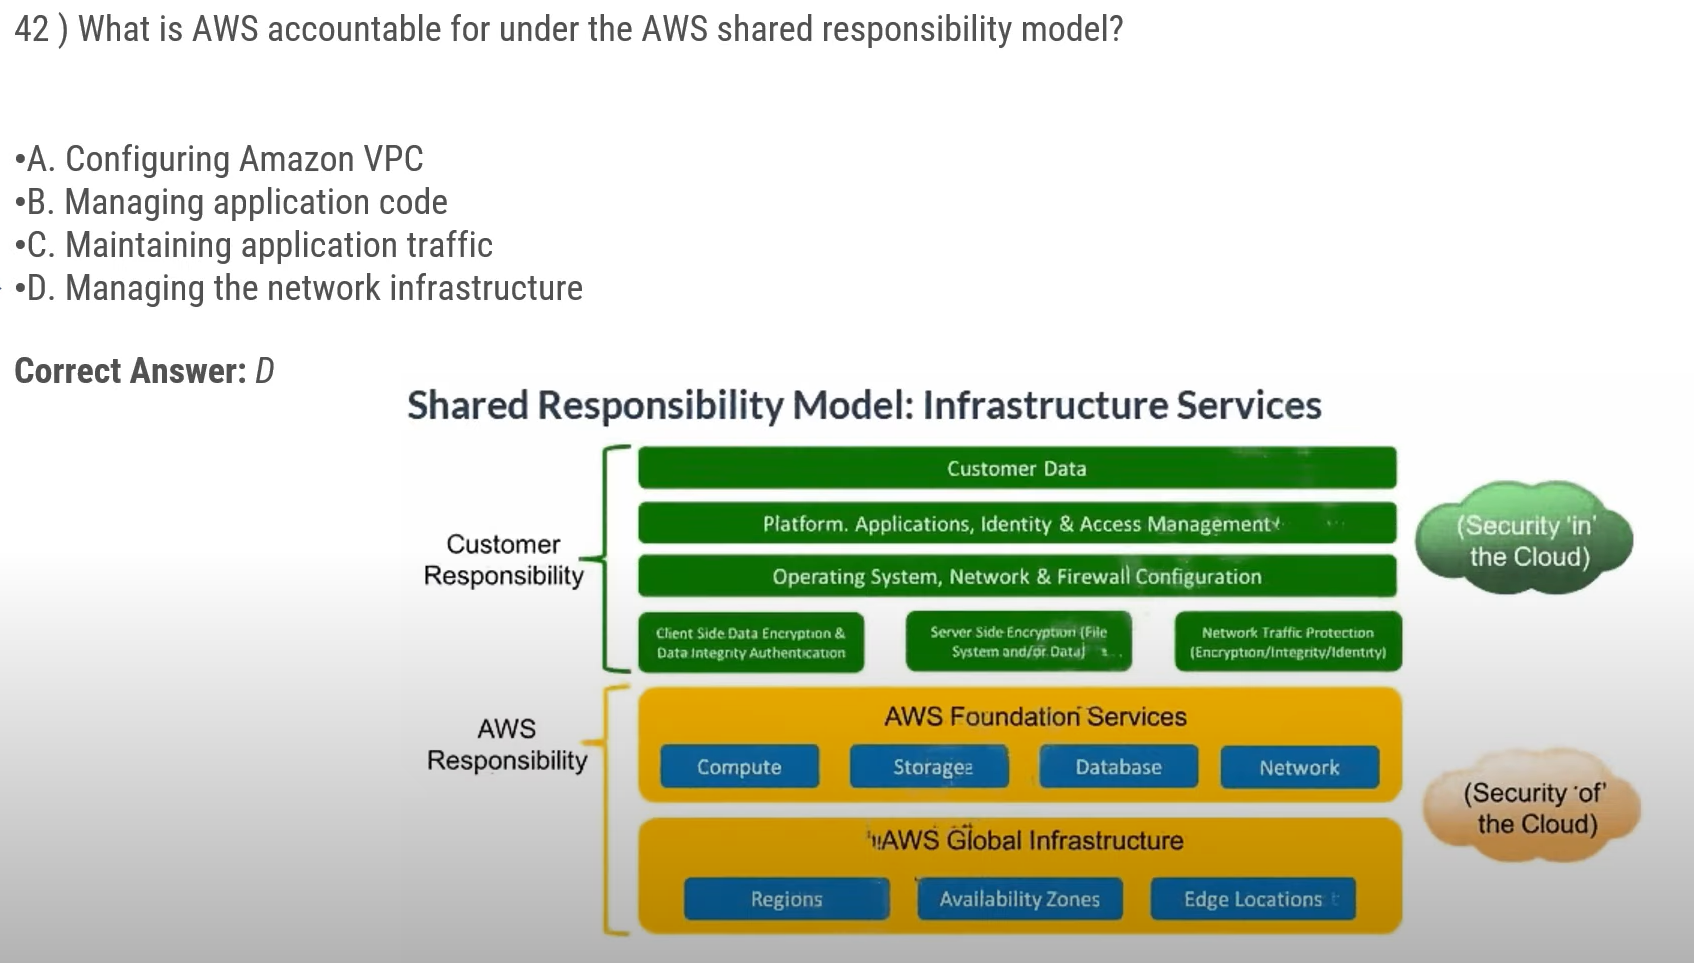 42 ) What is AWS accountable for under the AWS shared responsibility model?
•A. Configuring Amazon VPC
•B. Managing application code
•C. Maintaining application traffic
•D. Managing the network infrastructure
Correct Answer: D
Shared Responsibility Model: Infrastructure Services
Customer Data
Platform. Applications, Identity & Access Management
Customer
Responsibility
Operating System, Network & Firewall Configuration
(Security 'in'
the Cloud)
Client Side Data Encryption &
Data Integrity Authentication
Server Side Encryption (File
System and/or Data)
Network Traffic Protection
(Encryption/Integrity/Identity)
AWS
Responsibility
AWS Foundation Services
Compute
Storage
Database
Network
AWS Global Infrastructure
Regions
Availability Zones
Edge Locations
(Security 'of'
the Cloud)